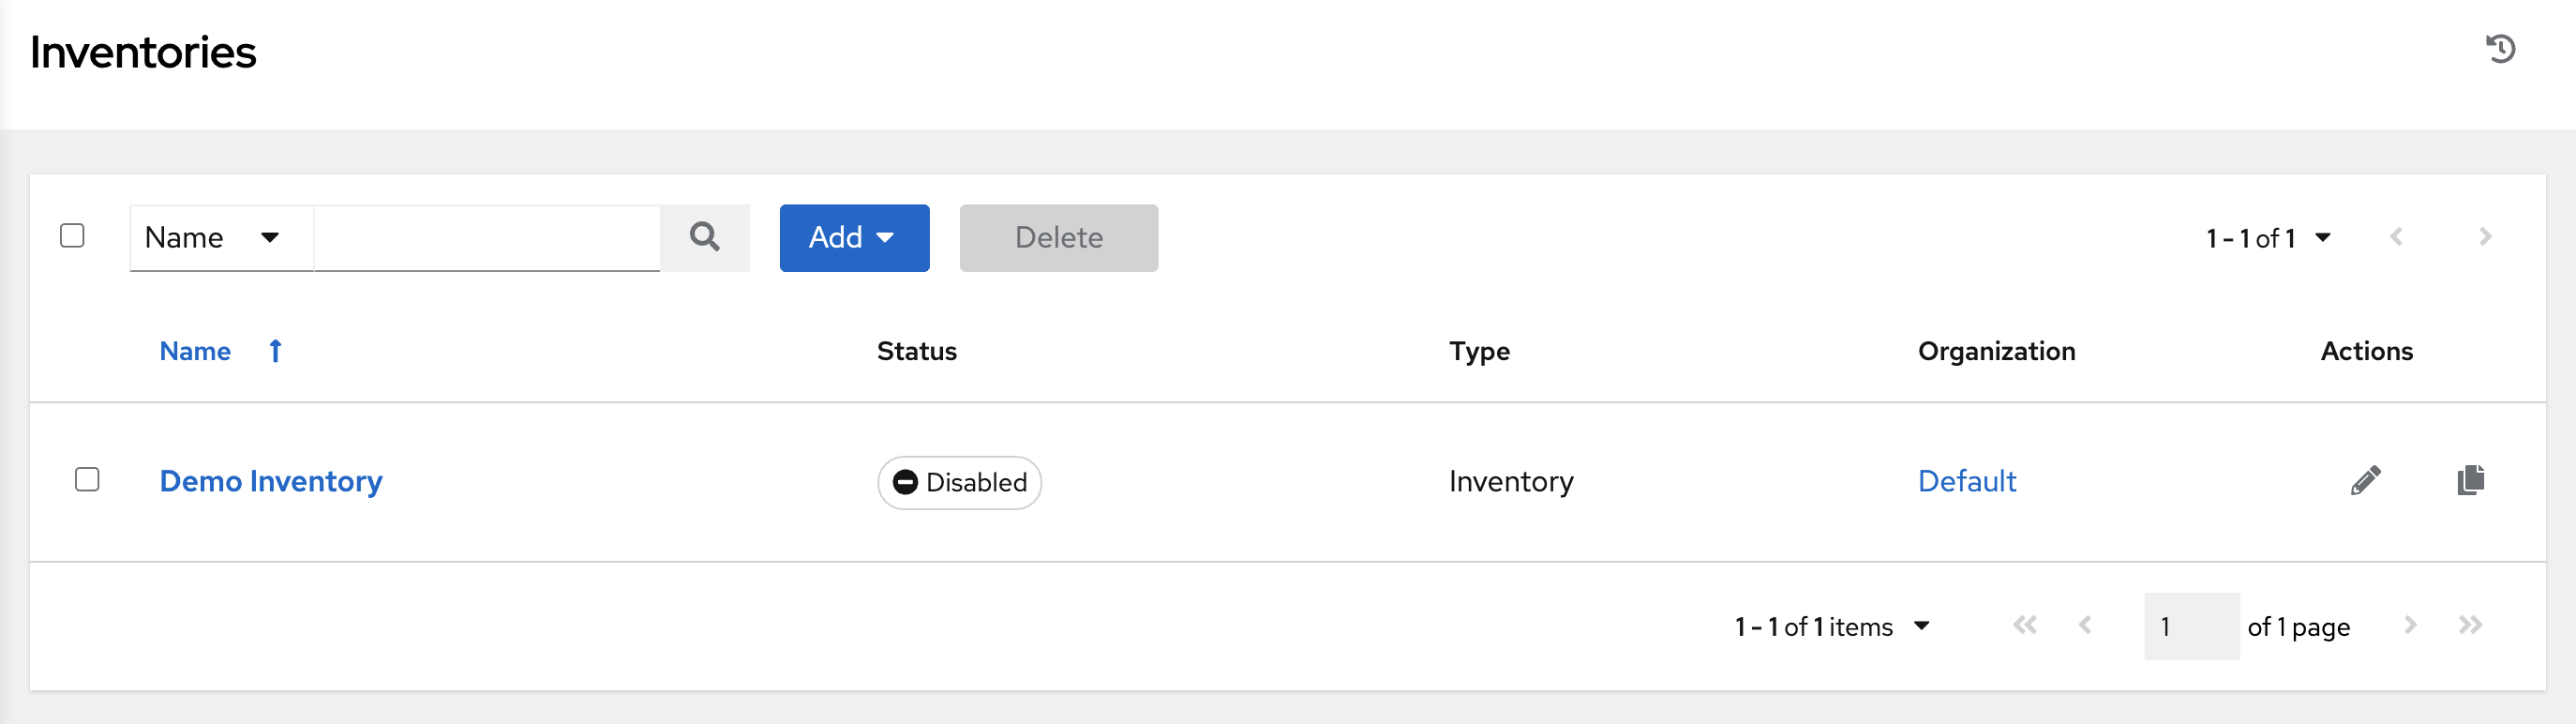 Inventories
Name Add Delete 1 - 1 of 1
Name Status Type Organization Actions
Demo Inventory Disabled Inventory Default
1 - 1 of 1 items 1 of 1 page